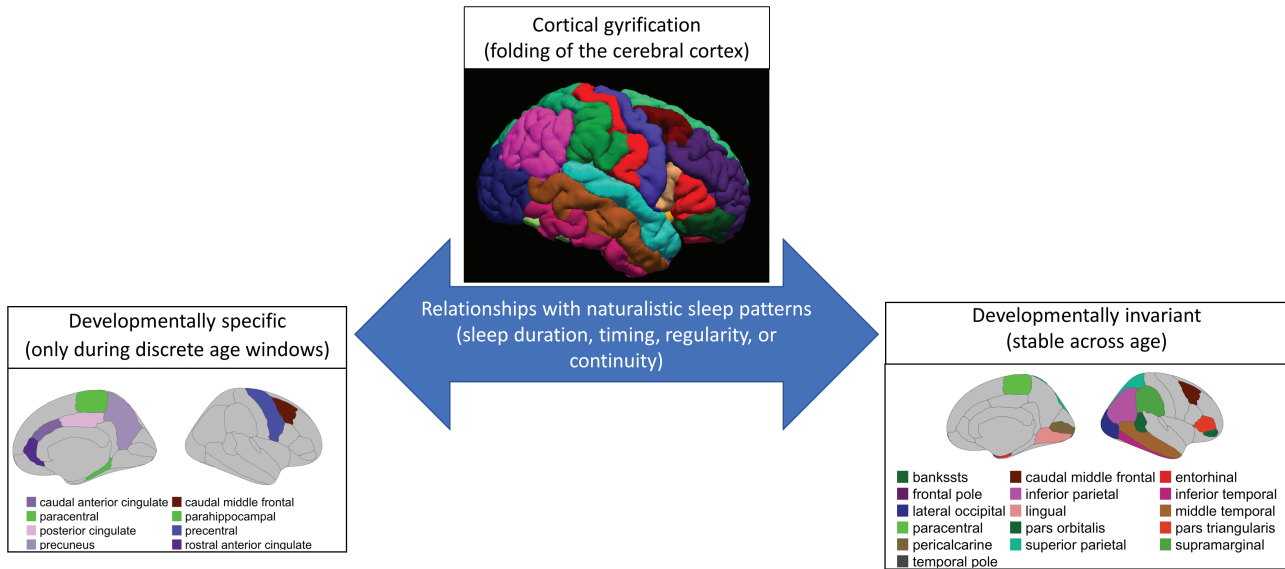 Cortical gyrification
(folding of the cerebral cortex)
Relationships with naturalistic sleep patterns
(sleep duration, timing, regularity, or
continuity)
Developmentally specific
(only during discrete age windows)
caudal anterior cingulate
caudal middle frontal
paracentral
parahippocampal
posterior cingulate
precentral
precuneus
rostral anterior cingulate
Developmentally invariant
(stable across age)
bankssts
caudal middle frontal
entorhinal
frontal pole
inferior parietal
inferior temporal
lateral occipital
lingual
middle temporal
paracentral
pars orbitalis
pars triangularis
pericalcarine
superior parietal
supramarginal
temporal pole